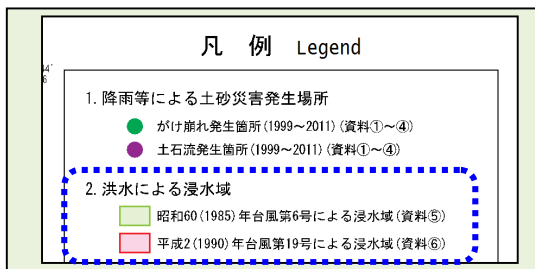 凡 例 Legend
44°
6
1. 降雨等による土砂災害発生場所
がけ崩れ発生箇所(1999～2011)(資料①～④)
土石流発生箇所(1999～2011)(資料①～④)
2. 洪水による浸水域
昭和60(1985)年台風第6号による浸水域(資料⑤)
平成2(1990)年台風第19号による浸水域(資料⑥)